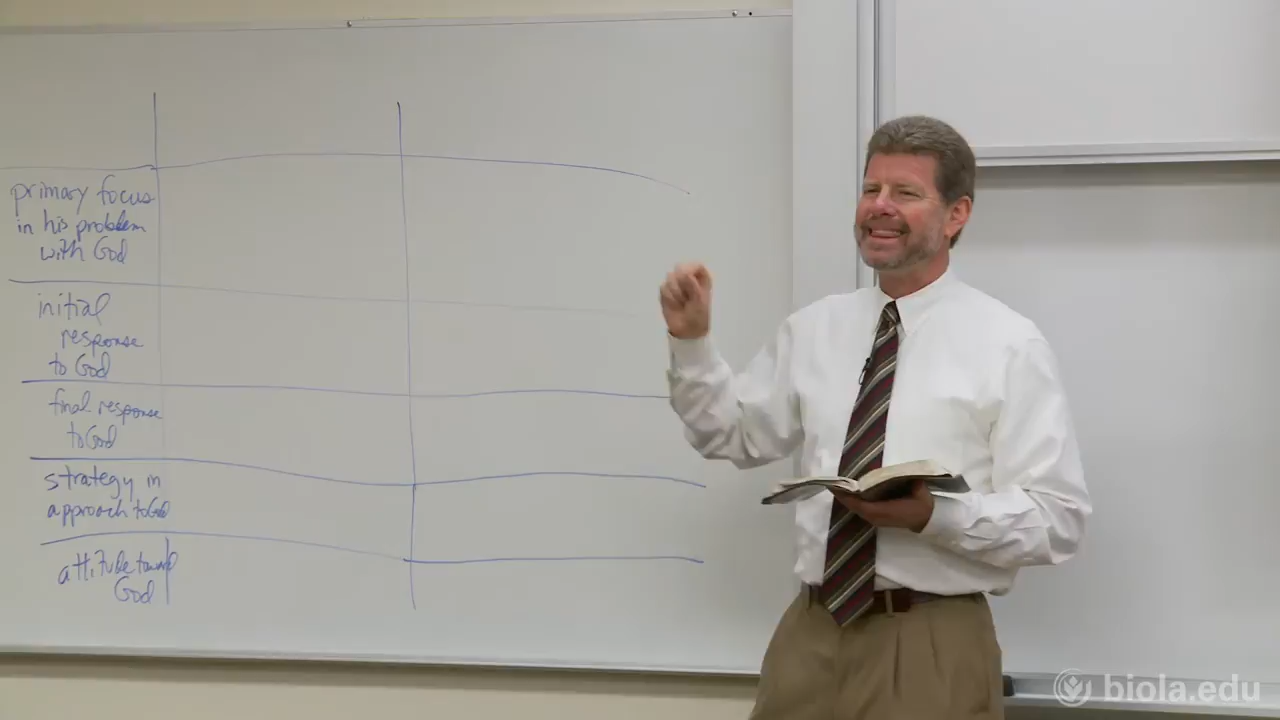 primary focus
in his problem
with God
initial
response
to God
final response
to God
strategy in
approach to God
attitude toward
God
biola.edu